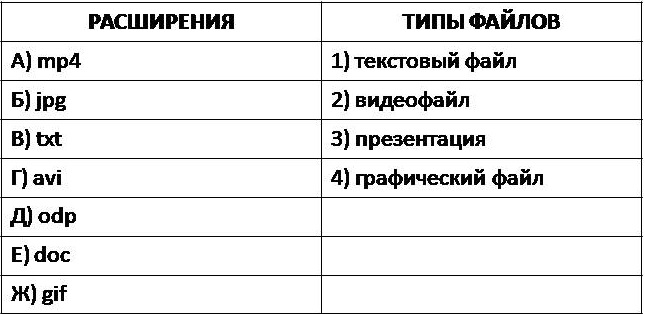 РАСШИРЕНИЯ ТИПЫ ФАЙЛОВ
А) mp4 1) текстовый файл
Б) jpg 2) видеофайл
В) txt 3) презентация
Г) avi 4) графический файл
Д) odp
Е) doc
Ж) gif